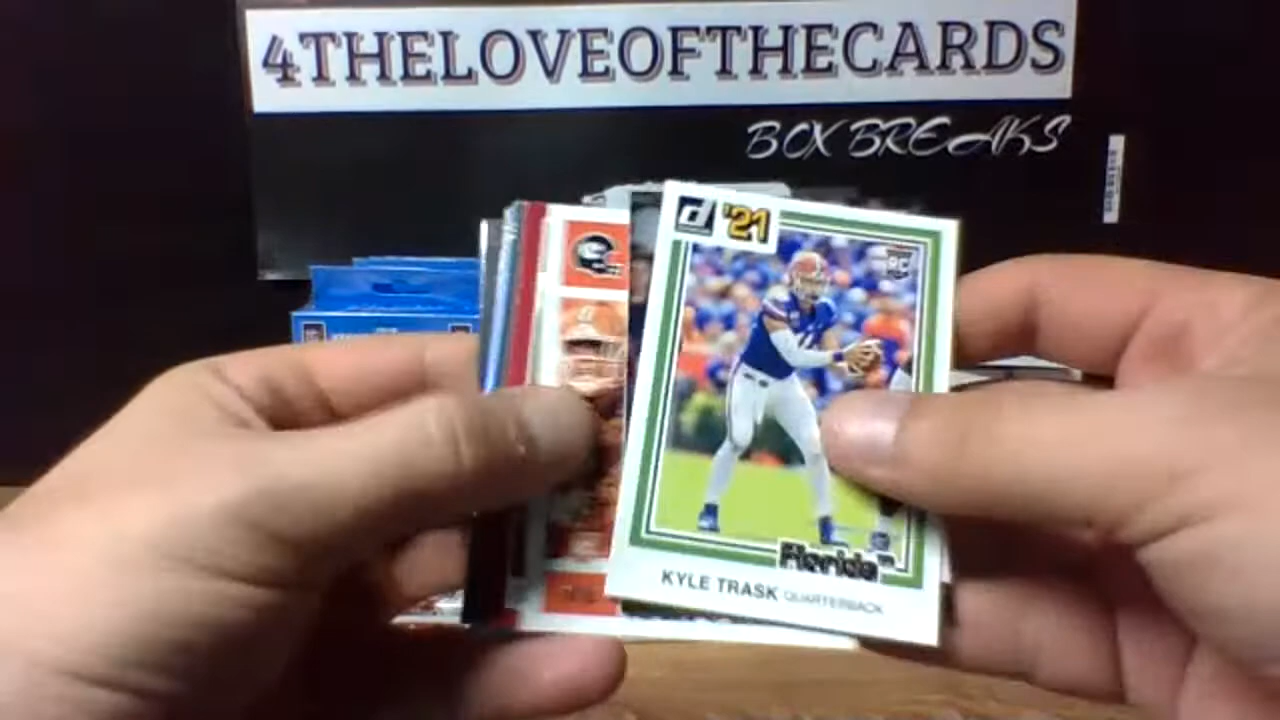 4THELOVEOFTHECARDS
BOX BREAKS
d '21
RC
Florida
KYLE TRASK QUARTERBACK